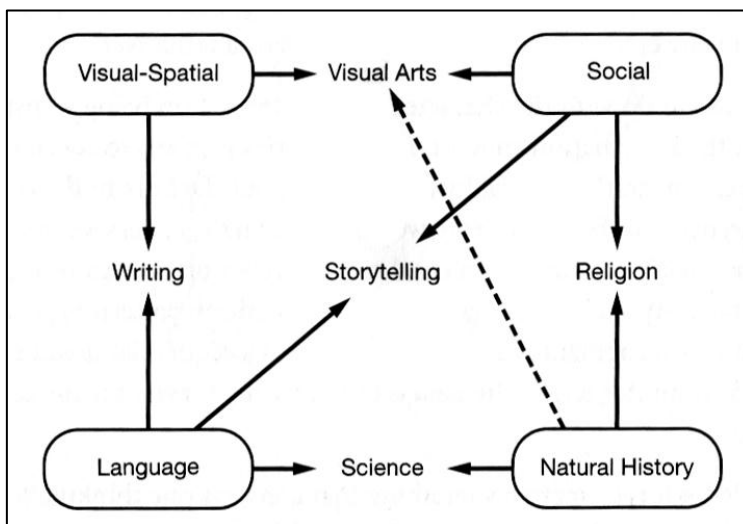 Visual-Spatial Visual Arts Social
Writing Storytelling Religion
Language Science Natural History